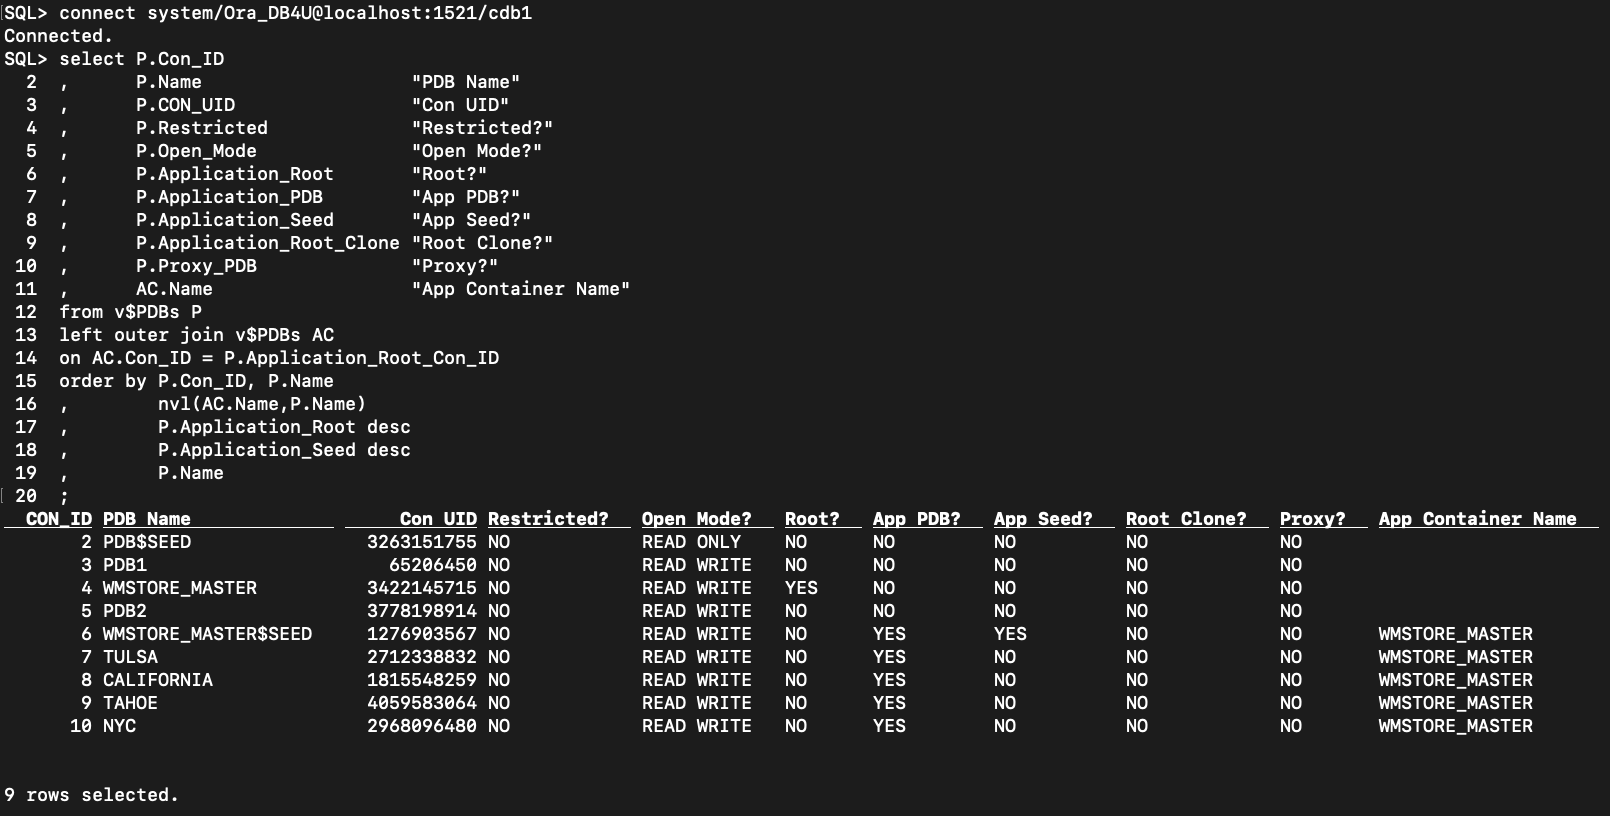 SQL> connect system/Ora_DB4U@localhost:1521/cdb1
Connected.
SQL> select P.Con_ID
  2  ,      P.Name                   "PDB Name"
  3  ,      P.CON_UID                "Con UID"
  4  ,      P.Restricted             "Restricted?"
  5  ,      P.Open_Mode              "Open Mode?"
  6  ,      P.Application_Root       "Root?"
  7  ,      P.Application_PDB        "App PDB?"
  8  ,      P.Application_Seed       "App Seed?"
  9  ,      P.Application_Root_Clone "Root Clone?"
 10  ,      P.Proxy_PDB              "Proxy?"
 11  ,      AC.Name                  "App Container Name"
 12  from v$PDBs P
 13  left outer join v$PDBs AC
 14  on AC.Con_ID = P.Application_Root_Con_ID
 15  order by P.Con_ID, P.Name
 16  ,        nvl(AC.Name,P.Name)
 17  ,        P.Application_Root desc
 18  ,        P.Application_Seed desc
 19  ,        P.Name
 20  ;
  CON_ID PDB Name                   Con UID Restricted?   Open Mode?   Root?   App PDB?   App Seed?   Root Clone?   Proxy?   App Container Name
       2 PDB$SEED                3263151755 NO            READ ONLY    NO      NO         NO          NO            NO
       3 PDB1                      65206450 NO            READ WRITE   NO      NO         NO          NO            NO
       4 WMSTORE_MASTER          3422145715 NO            READ WRITE   YES     NO         NO          NO            NO
       5 PDB2                    3778198914 NO            READ WRITE   NO      NO         NO          NO            NO
       6 WMSTORE_MASTER$SEED     1276903567 NO            READ WRITE   NO      YES        YES         NO            NO       WMSTORE_MASTER
       7 TULSA                   2712338832 NO            READ WRITE   NO      YES        NO          NO            NO       WMSTORE_MASTER
       8 CALIFORNIA              1815548259 NO            READ WRITE   NO      YES        NO          NO            NO       WMSTORE_MASTER
       9 TAHOE                   4059583064 NO            READ WRITE   NO      YES        NO          NO            NO       WMSTORE_MASTER
      10 NYC                     2968096480 NO            READ WRITE   NO      YES        NO          NO            NO       WMSTORE_MASTER
9 rows selected.